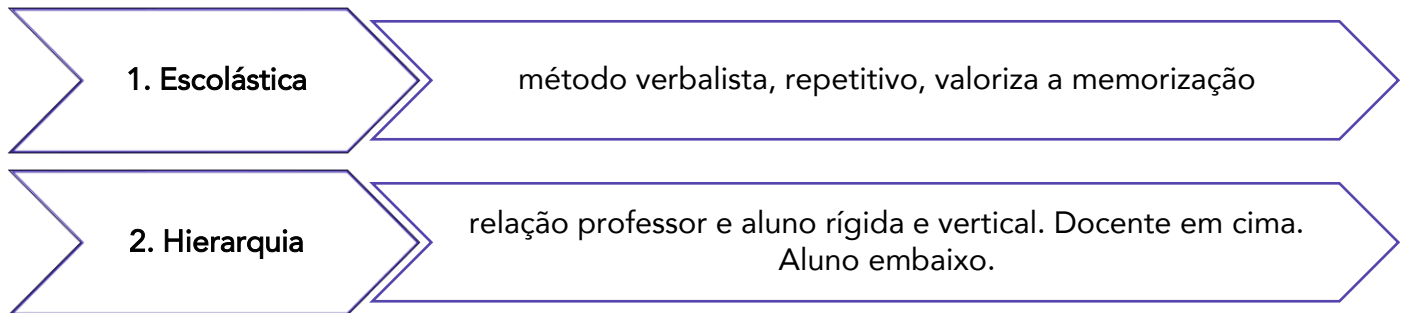 1. Escolástica
método verbalista, repetitivo, valoriza a memorização
2. Hierarquia
relação professor e aluno rígida e vertical. Docente em cima.
Aluno embaixo.